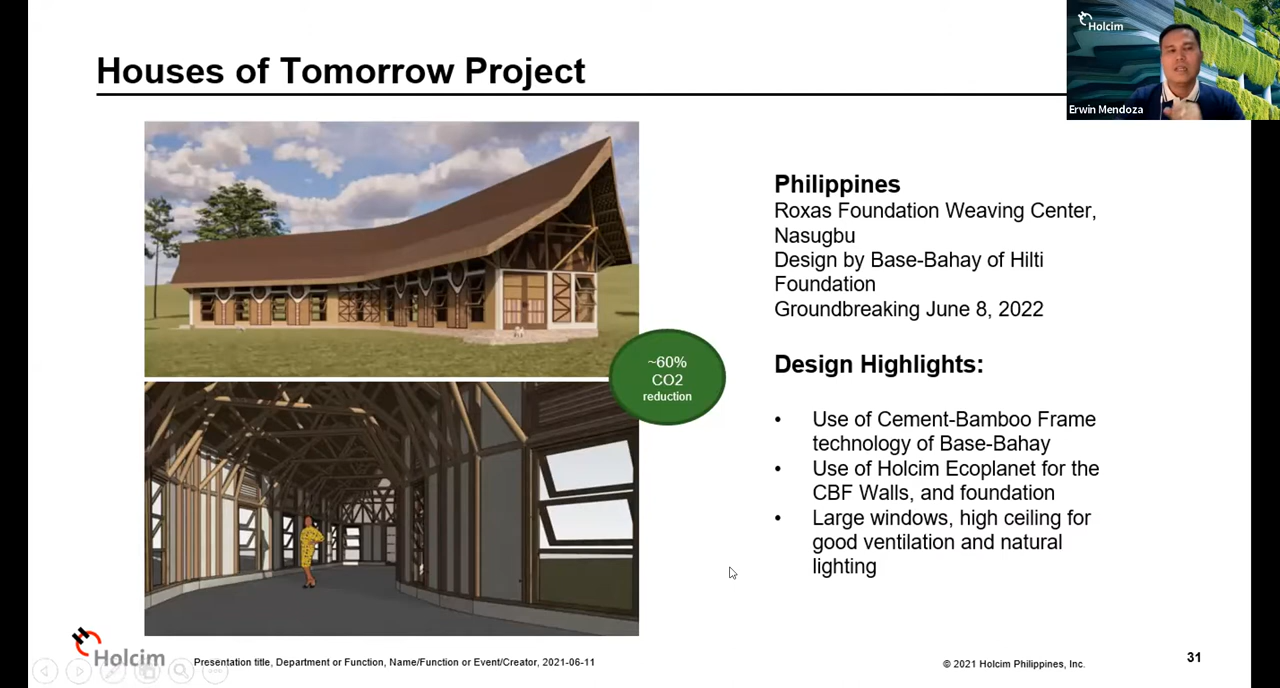 Houses of Tomorrow Project
Holcim
Erwin Mendoza
Philippines
Roxas Foundation Weaving Center,
Nasugbu
Design by Base-Bahay of Hilti
Foundation
Groundbreaking June 8, 2022
~60%
CO2
reduction
Design Highlights:
• Use of Cement-Bamboo Frame
technology of Base-Bahay
• Use of Holcim Ecoplanet for the
CBF Walls, and foundation
• Large windows, high ceiling for
good ventilation and natural
lighting
Holcim
Presentation title, Department or Function, Name/Function or Event/Creator, 2021-06-11
© 2021 Holcim Philippines, Inc.
31